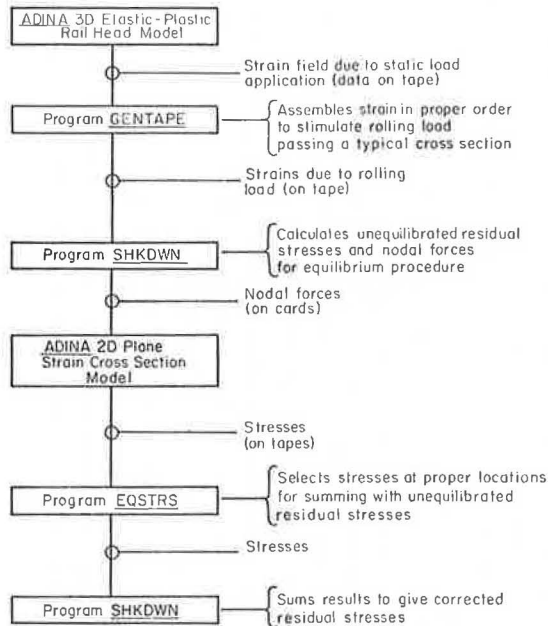 ADINA 3D Elastic-Plastic
Rail Head Model
Strain field due to static load
application (data on tape)
Program GENTAPE
Assembles strain in proper order
to stimulate rolling load
passing a typical cross section
Strains due to rolling
load (on tape)
Program SHKDWN
Calculates unequilibrated residual
stresses and nodal forces
for equilibrium procedure
Nodal forces
(on cards)
ADINA 2D Plane
Strain Cross Section
Model
Stresses
(on tapes)
Program EQSTRS
Selects stresses at proper locations
for summing with unequilibrated
residual stresses
Stresses
Program SHKDWN
Sums results to give corrected
residual stresses